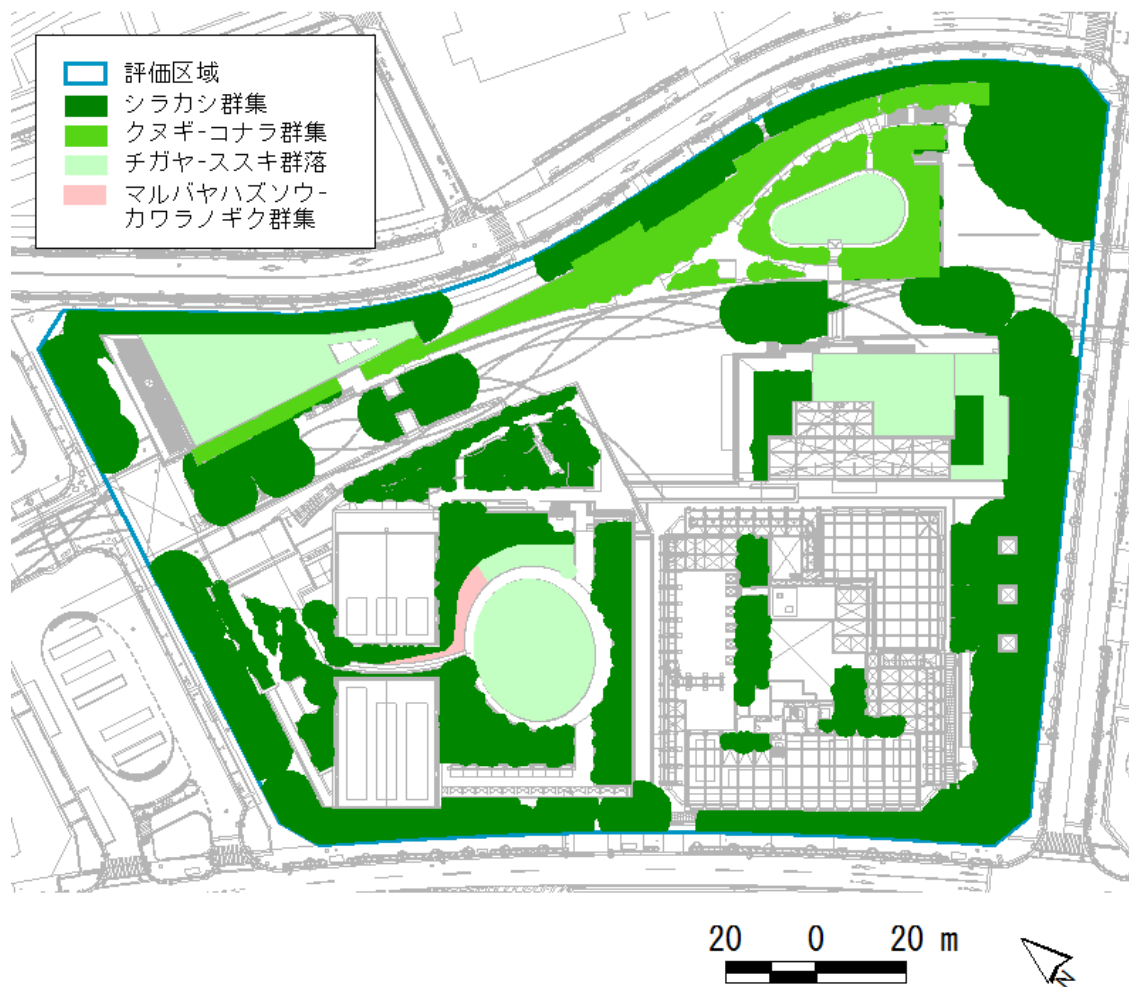 評価区域
シラカシ群集
クヌギ-コナラ群集
チガヤ-ススキ群落
マルバヤハズソウ-
カワラノギク群集
20 0 20 m
N